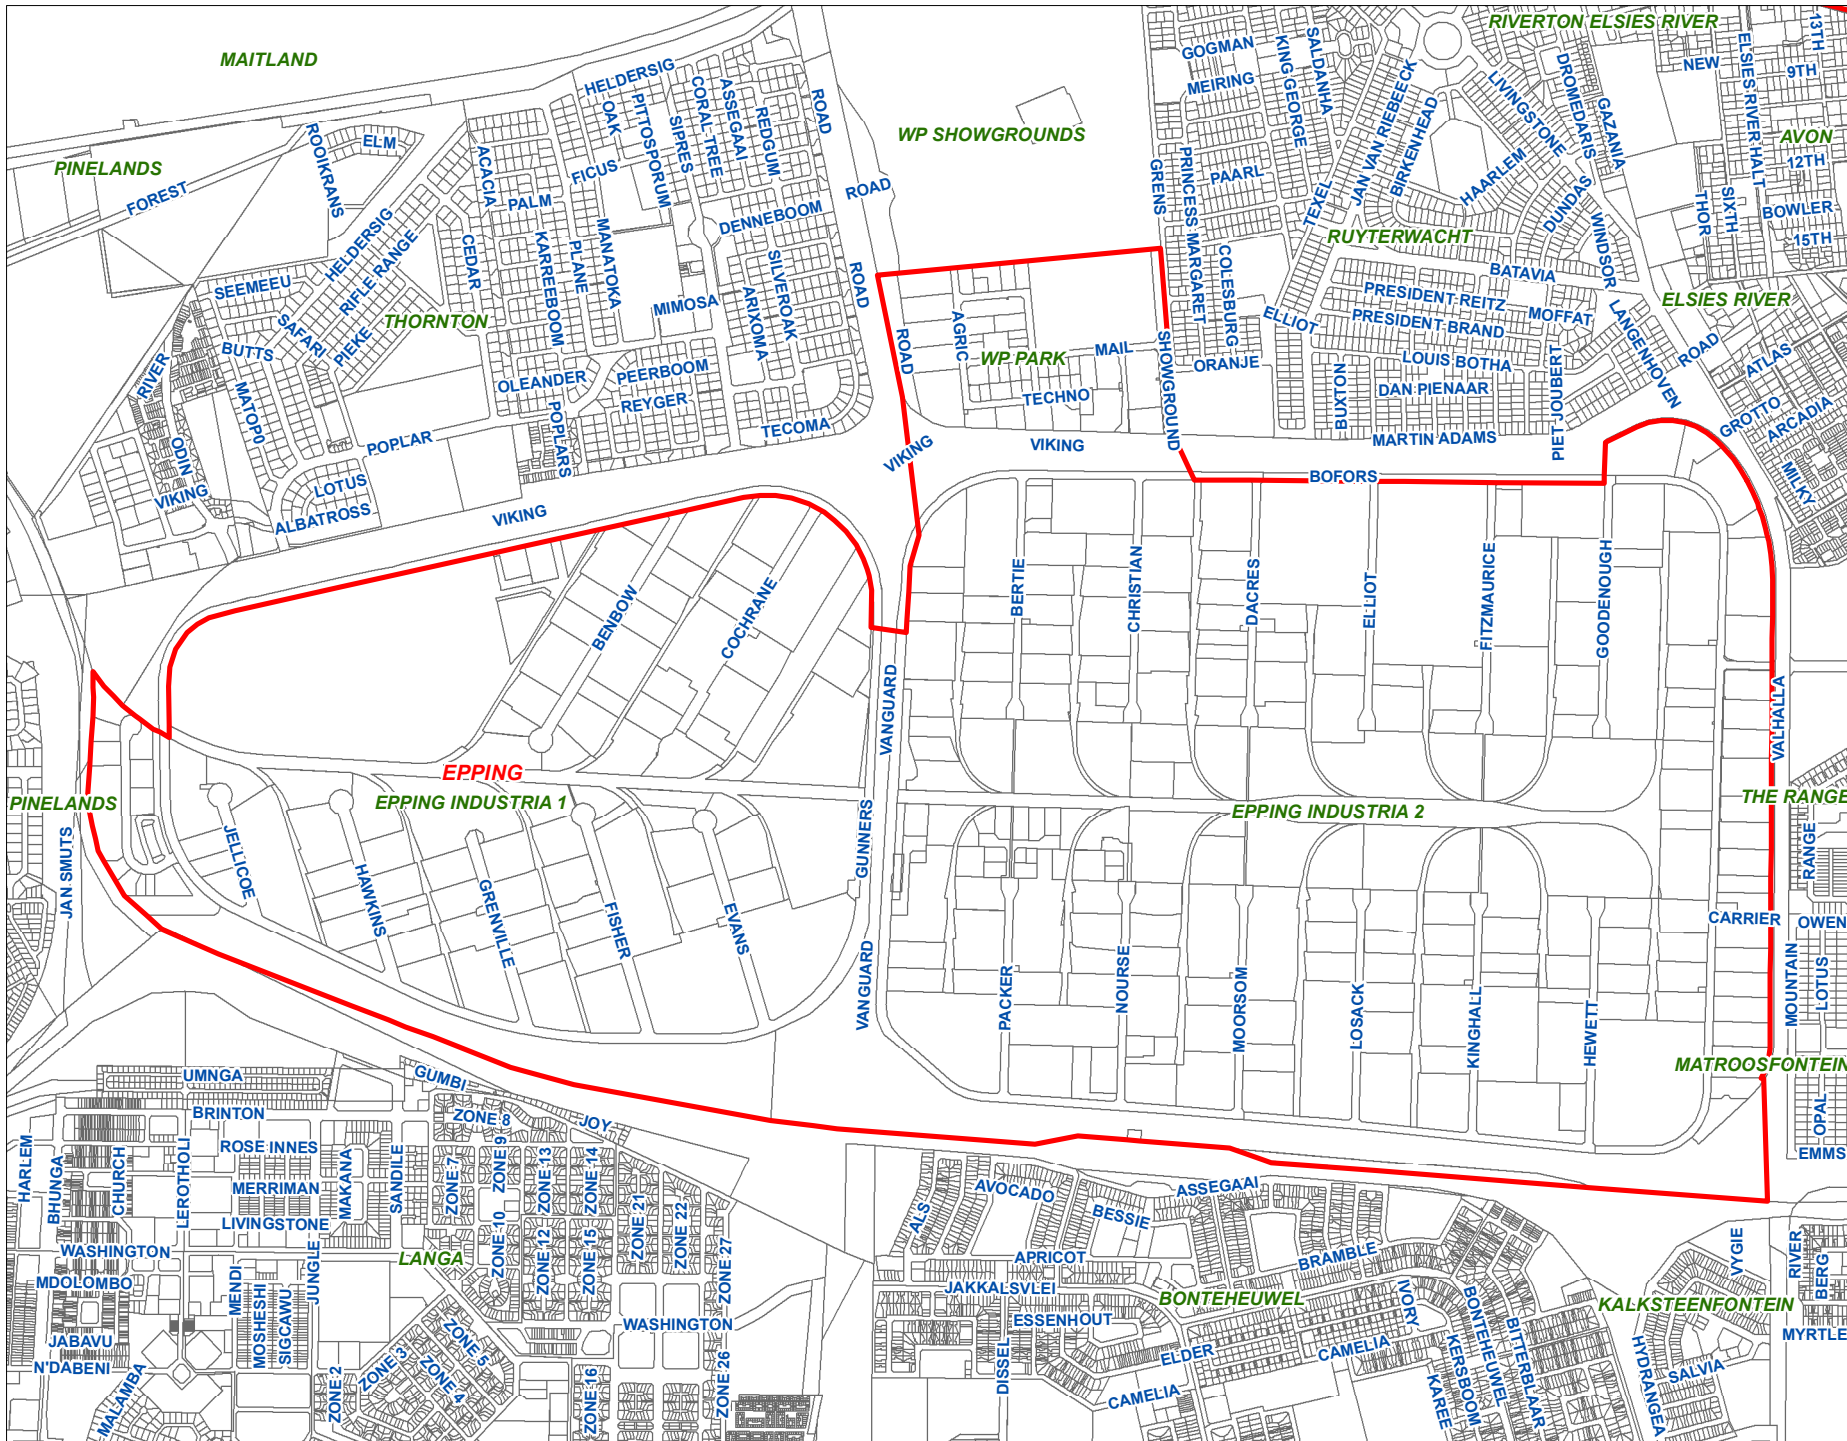 RIVERTON ELSIES RIVER
13TH
MAITLAND
GOGMAN
SALDANHA
KING GEORGE
ELSIES RIVER HALT
NEW
9TH
HELDERSIG
MEIRING
JAN VAN RIEBEECK
LIVINGSTONE
DROMEDARIS
GAZANIA
OAK
PITTOSPORUM
SIPRES
CORAL TREE
ASSEGAAI
REDGUM
ROAD
WP SHOWGROUNDS
BIRKENHEAD
AVON
PINELANDS
FOREST
ROOIKRANS
ELM
ACACIA
FICUS
PALM
GRENS
PRINCESS MARGARET
PAARL
HAARLEM
12TH
ROAD
TEXEL
DUNDAS
WINDSOR
THOR
SIXTH
BOWLER
15TH
DENNEBOOM
RUYTERWACHT
HELDERSIG
RIFLE RANGE
CEDAR
KARREEBOOM
PLANE
MANATOKA
SILVEROAK
ARIXOMA
ROAD
COLESBURG
BATAVIA
SEEMEEU
MIMOSA
PRESIDENT REITZ
MOFFAT
ELSIES RIVER
SAFARI
PIEKE
THORNTON
AGRIC
ROAD
WP PARK
MAIL
SHOWGROUND
ELLIOT
PRESIDENT BRAND
LANGENHOVEN
ROAD
ATLAS
BUTTS
RIVER
MATOP0
OLEANDER
PEERBOOM
REYGER
ORANJE
LOUIS BOTHA
BUXTON
DAN PIENAAR
PIET JOUBERT
TECHNO
GROTTO
ARCADIA
POPLAR
POPLARS
TECOMA
VIKING
VIKING
MARTIN ADAMS
MILKY
ODIN
LOTUS
VIKING
ALBATROSS
VIKING
BOFORS
BENBOW
COCHRANE
BERTIE
CHRISTIAN
DACRES
ELLIOT
FITZMAURICE
GOODENOUGH
VANGUARD
VALHALLA
EPPING
EPPING INDUSTRIA 1
EPPING INDUSTRIA 2
PINELANDS
THE RANGE
JAN SMUTS
JELLICOE
HAWKINS
GRENVILLE
FISHER
EVANS
GUNNERS
RANGE
CARRIER
OWEN
VANGUARD
PACKER
NOURSE
MOORSOM
LOSACK
KINGHALL
HEWETT
MOUNTAIN
LOTUS
MATROOSFONTEIN
UMNGA
GUMBI
BRINTON
ZONE 8
JOY
OPAL
HARLEM
BHUNGA
CHURCH
LEROTHOLI
ROSE INNES
MAKANA
SANDILE
ZONE 7
ZONE 9
ZONE 13
ZONE 14
EMMS
MERRIMAN
LIVINGSTONE
ZONE 10
ZONE 12
ZONE 15
ZONE 21
ZONE 22
ZONE 27
ALS
AVOCADO
BESSIE
ASSEGAAI
WASHINGTON
LANGA
APRICOT
BRAMBLE
VYGIE
RIVER
BERG
MDOLOMBO
MENDI
MOSHESHI
SIGCAWU
JUNGLE
JAKKALSVLEI
BONTEHEUWEL
IVORY
BONTEHEUWEL
BITTERBLAAR
KALKSTEENFONTEIN
JABAVU
N'DABENI
ZONE 5
WASHINGTON
ESSENHOUT
MYRTLE
MALAMBA
ZONE 2
ZONE 3
ZONE 4
ZONE 16
ZONE 26
DISSEL
ELDER
CAMELIA
CAMELIA
KAREE
KERSBOOM
HYDRANGEA
SALVIA